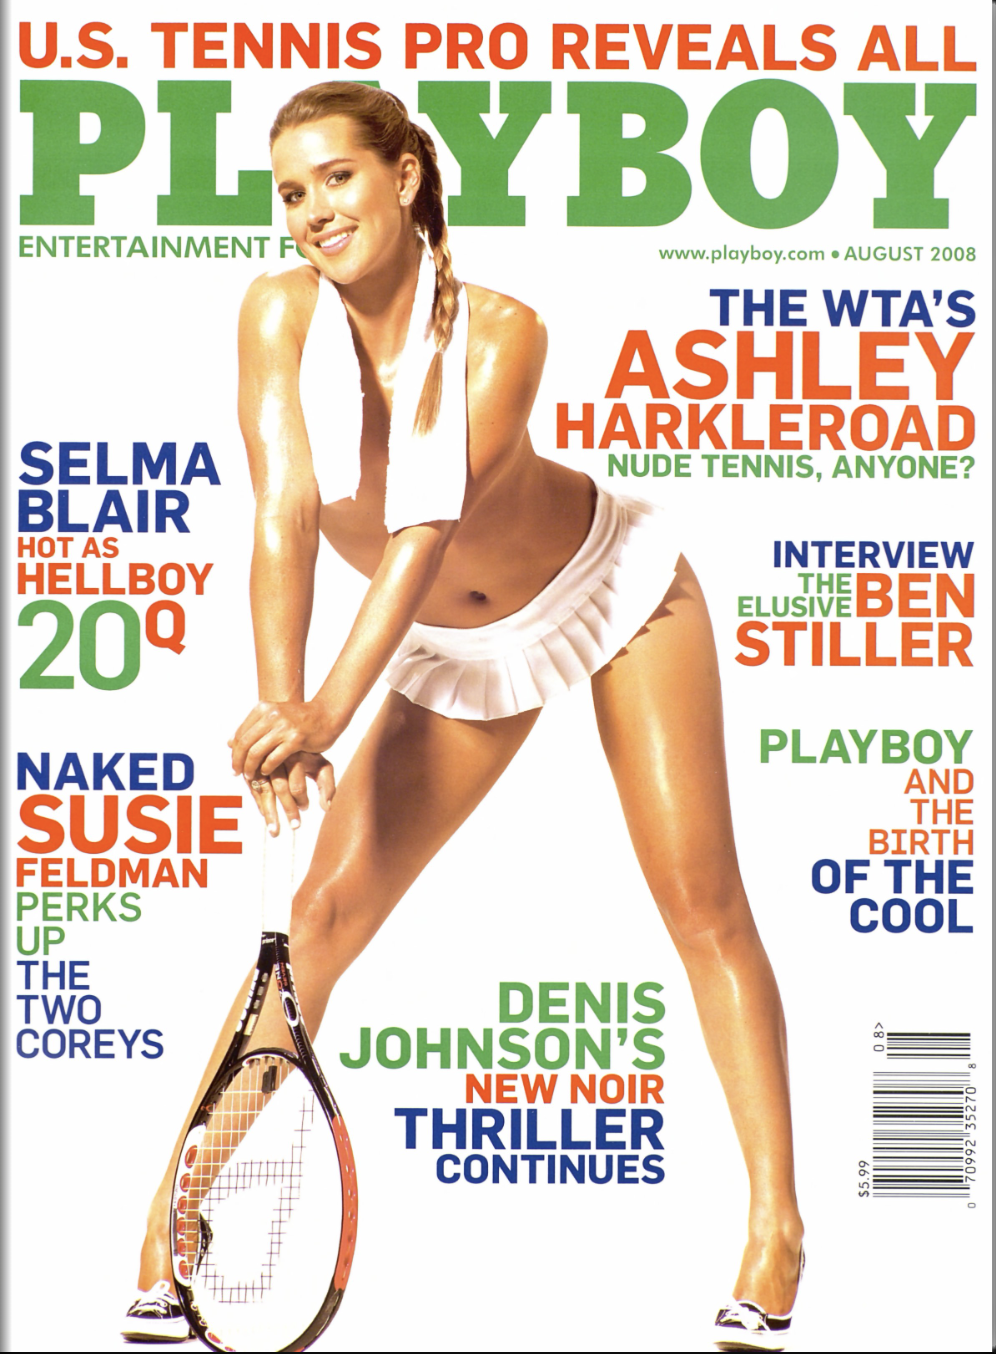 U.S. TENNIS PRO REVEALS ALL
PLAYBOY
ENTERTAINMENT
www.playboy.com • AUGUST 2008
THE WTA'S
ASHLEY
HARKLEROAD
NUDE TENNIS, ANYONE?
SELMA
BLAIR
HOT AS
HELLBOY
20Q
INTERVIEW
THE ELUSIVE BEN
STILLER
NAKED
SUSIE
FELDMAN
PERKS
UP
THE
TWO
COREYS
PLAYBOY
AND
THE
BIRTH
OF THE
COOL
DENIS
JOHNSON'S
NEW NOIR
THRILLER
CONTINUES
$5.99
08>
0 70992 35270 8